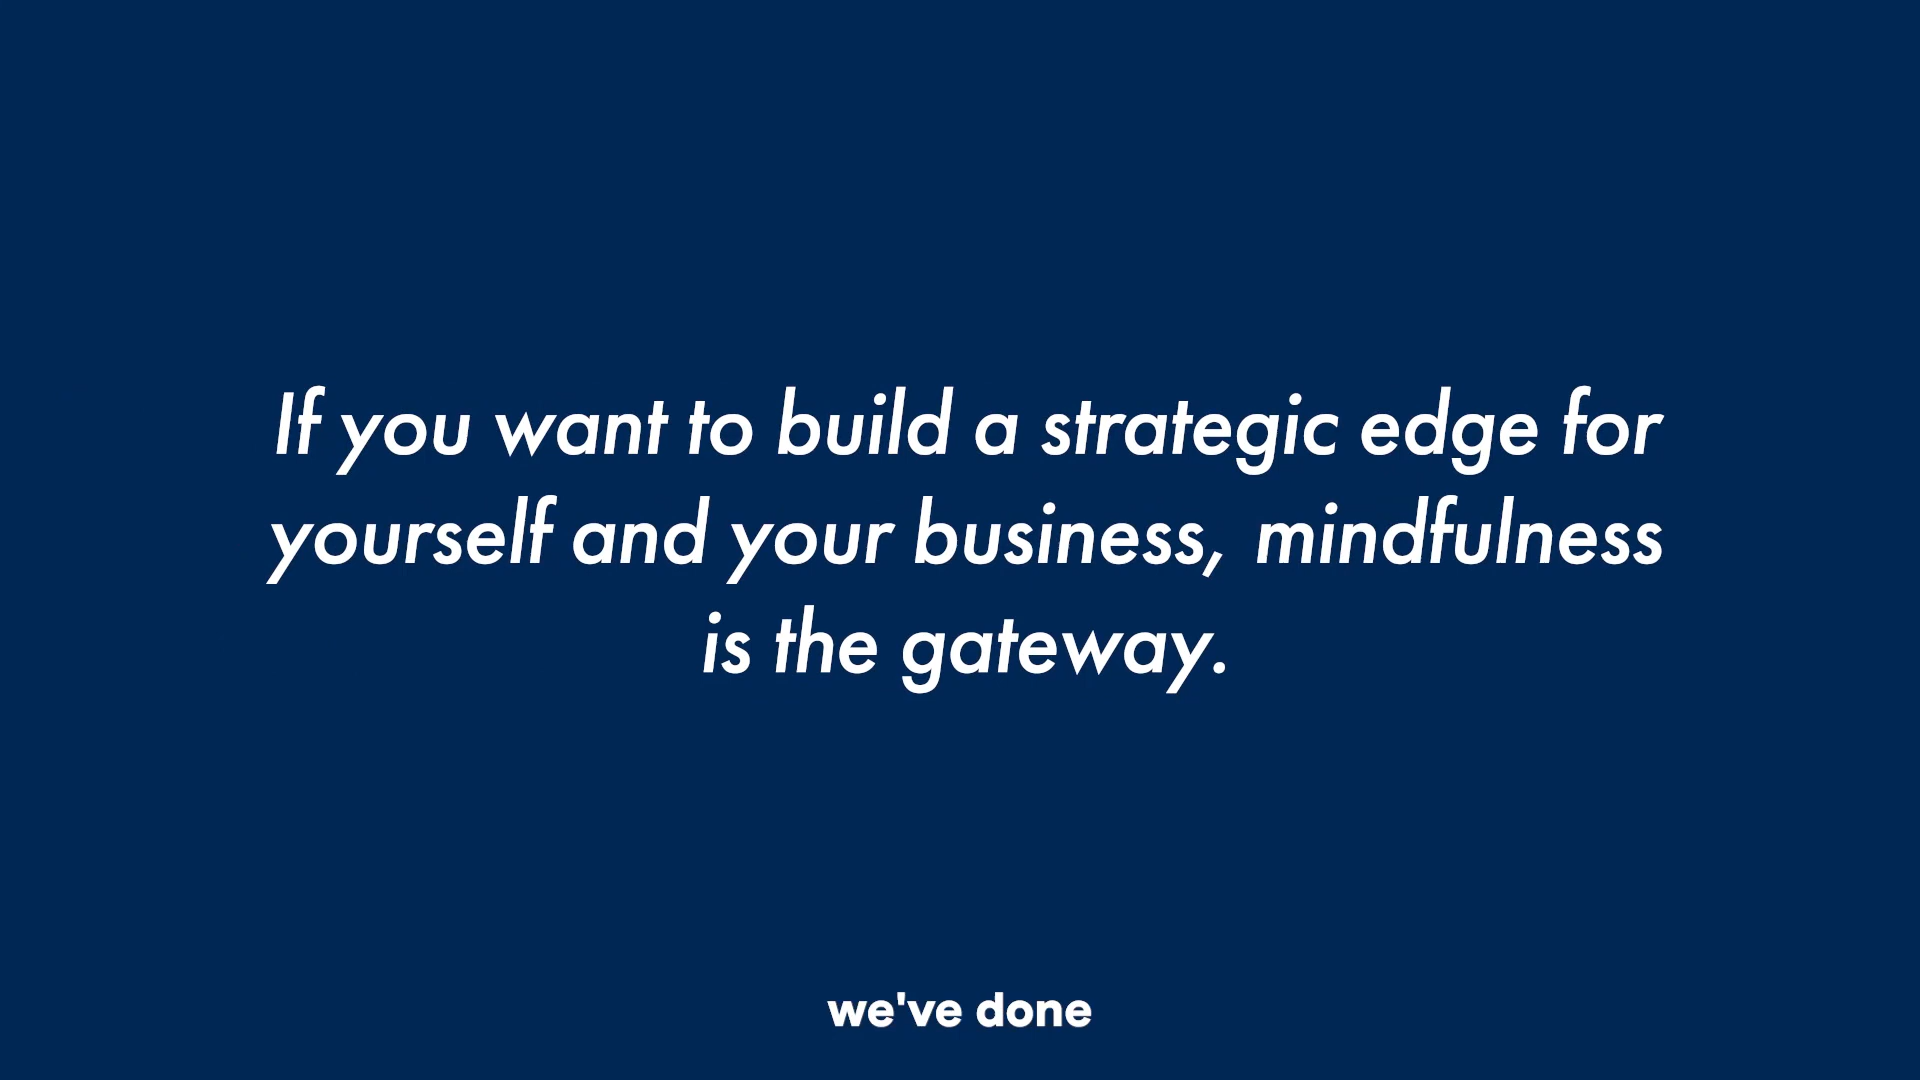 If you want to build a strategic edge for
yourself and your business, mindfulness
is the gateway.
we've done